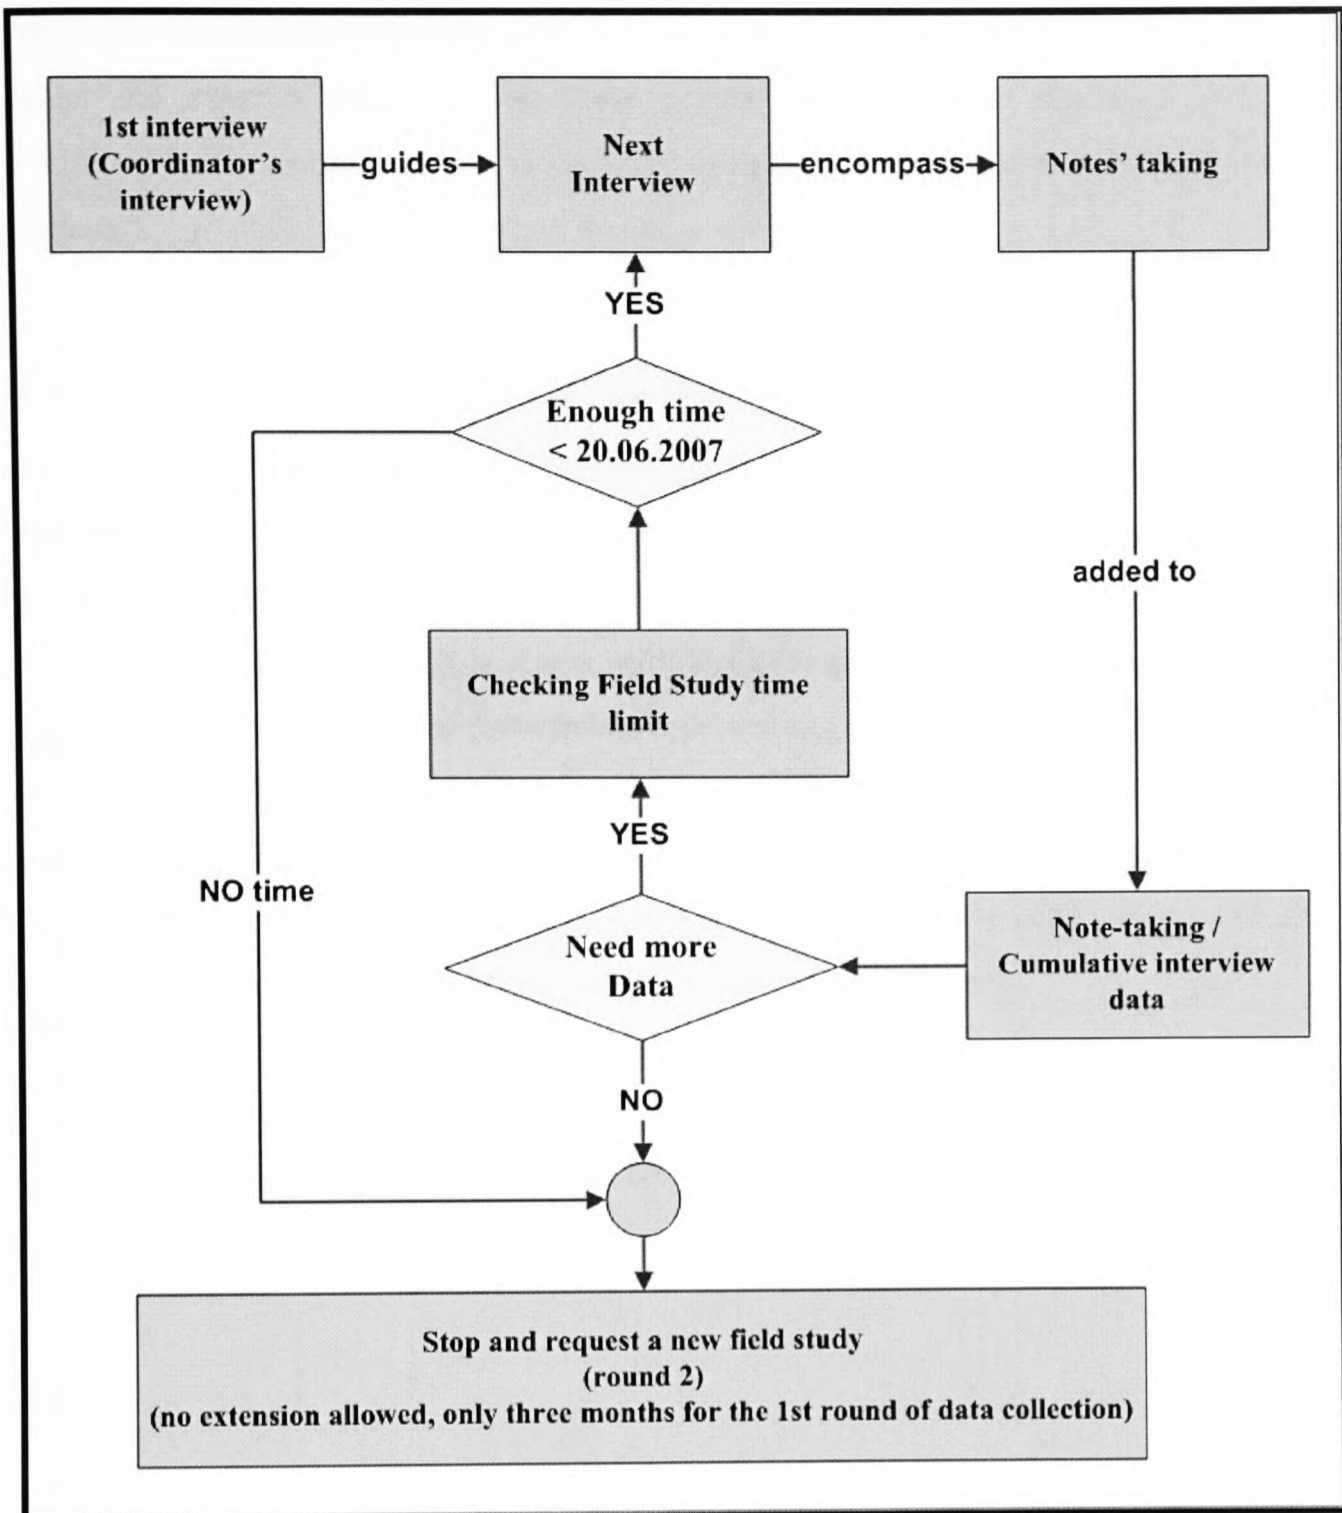 1st interview
(Coordinator's
interview)
guides
Next
Interview
encompass
Notes' taking
YES
Enough time
< 20.06.2007
added to
Checking Field Study time
limit
YES
NO time
Need more
Data
Note-taking /
Cumulative interview
data
NO
Stop and request a new field study
(round 2)
(no extension allowed, only three months for the 1st round of data collection)